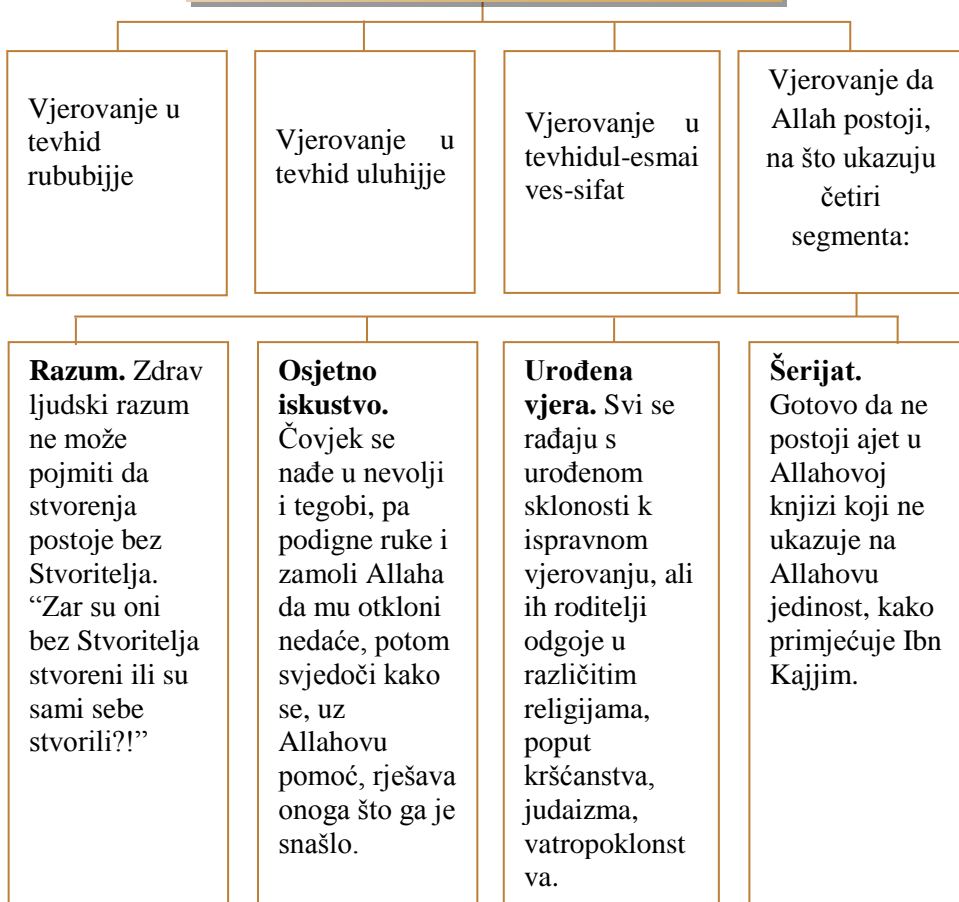 Vjerovanje u
tevhid
rububijje
Vjerovanje u
tevhid uluhijje
Vjerovanje u
tevhidul-esmai
ves-sifat
Vjerovanje da
Allah postoji,
na što ukazuju
četiri
segmenta:
Razum. Zdrav
ljudski razum
ne može
pojmiti da
stvorenja
postoje bez
Stvoritelja.
“Zar su oni
bez Stvoritelja
stvoreni ili su
sami sebe
stvorili?!”
Osjetno
iskustvo.
Čovjek se
nađe u nevolji
i tegobi, pa
podigne ruke i
zamoli Allaha
da mu otkloni
nedaće, potom
svjedoči kako
se, uz
Allahovu
pomoć, rješava
onoga što ga je
snašlo.
Urođena
vjera. Svi se
rađaju s
urođenom
sklonosti k
ispravnom
vjerovanju, ali
ih roditelji
odgoje u
različitim
religijama,
poput
kršćanstva,
judaizma,
vatropoklonst
va.
Šerijat.
Gotovo da ne
postoji ajet u
Allahovoj
knjizi koji ne
ukazuje na
Allahovu
jedinost, kako
primjećuje Ibn
Kajjim.